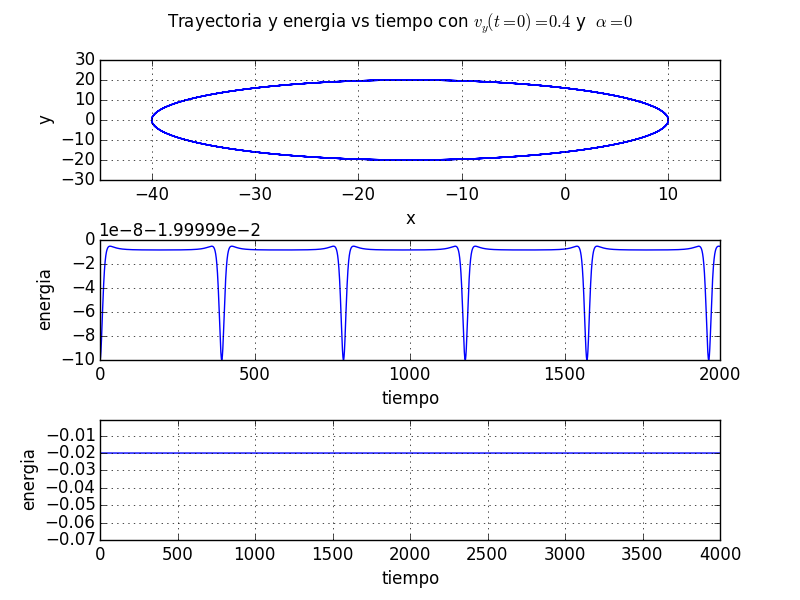 Trayectoria y energia vs tiempo con $v_y(t=0)=0.4$ y $\alpha=0$
30
20
10
0
−10
−20
−30
y
−40 −30 −20 −10 0 10
x
1e−8−1.99999e−2
0
−2
−4
−6
−8
−10
energia
0 500 1000 1500 2000
tiempo
−0.01
−0.02
−0.03
−0.04
−0.05
−0.06
−0.07
energia
0 500 1000 1500 2000 2500 3000 3500 4000
tiempo